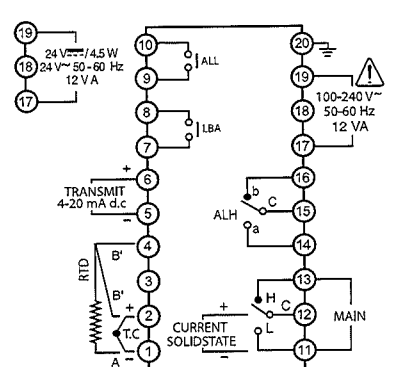 19
18
17
24 V⎓/4.5 W
24 V~ 50-60 Hz
12 V A
10
9
ALL
8
7
LBA
6
5
+
TRANSMIT
4-20 mA d.c
−
4
3
2
1
B'
RTD
B'
+
T.C
A
−
20
19
18
17
100-240 V~
50-60 Hz
12 VA
16
15
14
b
C
ALH
a
13
12
11
H
C
L
MAIN
+
CURRENT
SOLIDSTATE
−